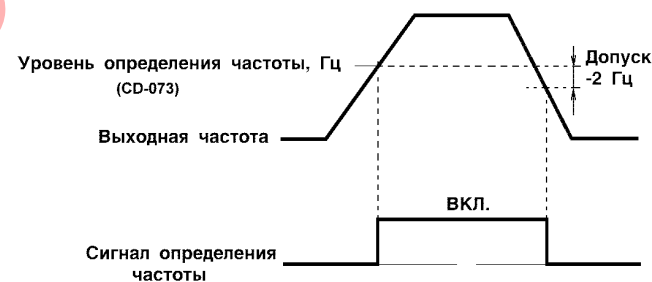 Допуск
Уровень определения частоты, Гц
-2 Гц
(CD-073)
Выходная частота
ВКЛ.
Сигнал определения
частоты